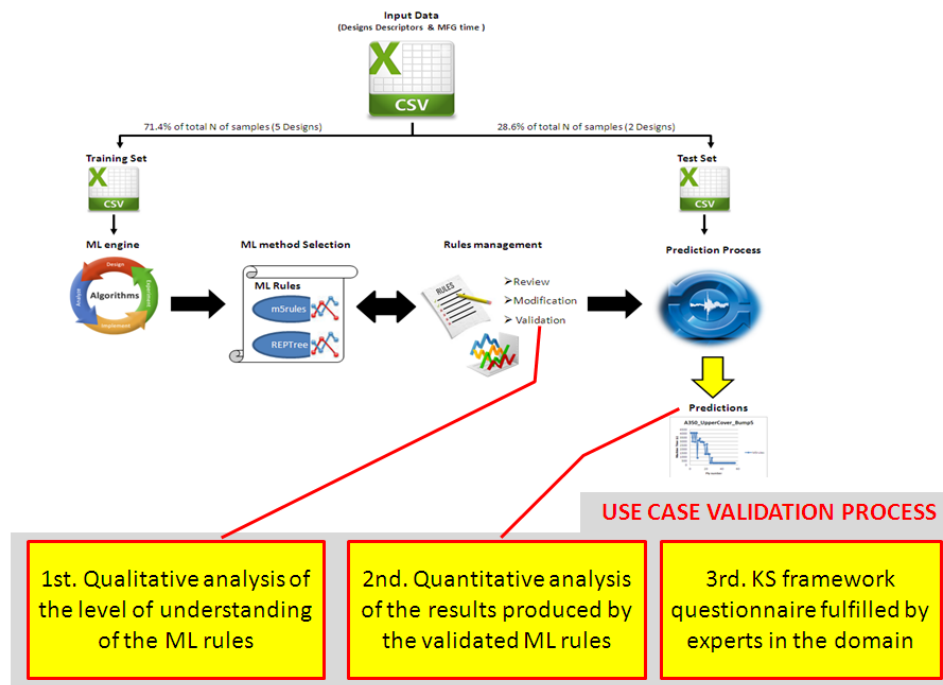 Input Data
(Designs Descriptors & MFG time )
X
CSV
71.4% of total N of samples (5 Designs)
28.6% of total N of samples (2 Designs)
Training Set
Test Set
X
CSV
X
CSV
ML engine
ML method Selection
Rules management
Prediction Process
Design
Analyze
Experiment
Implement
Algorithms
ML Rules
m5rules
REPTree
RULES
➢Review
➢Modification
➢ Validation
Predictions
A350_UpperCover_Bump5
USE CASE VALIDATION PROCESS
1st. Qualitative analysis of
the level of understanding
of the ML rules
2nd. Quantitative analysis
of the results produced by
the validated ML rules
3rd. KS framework
questionnaire fulfilled by
experts in the domain